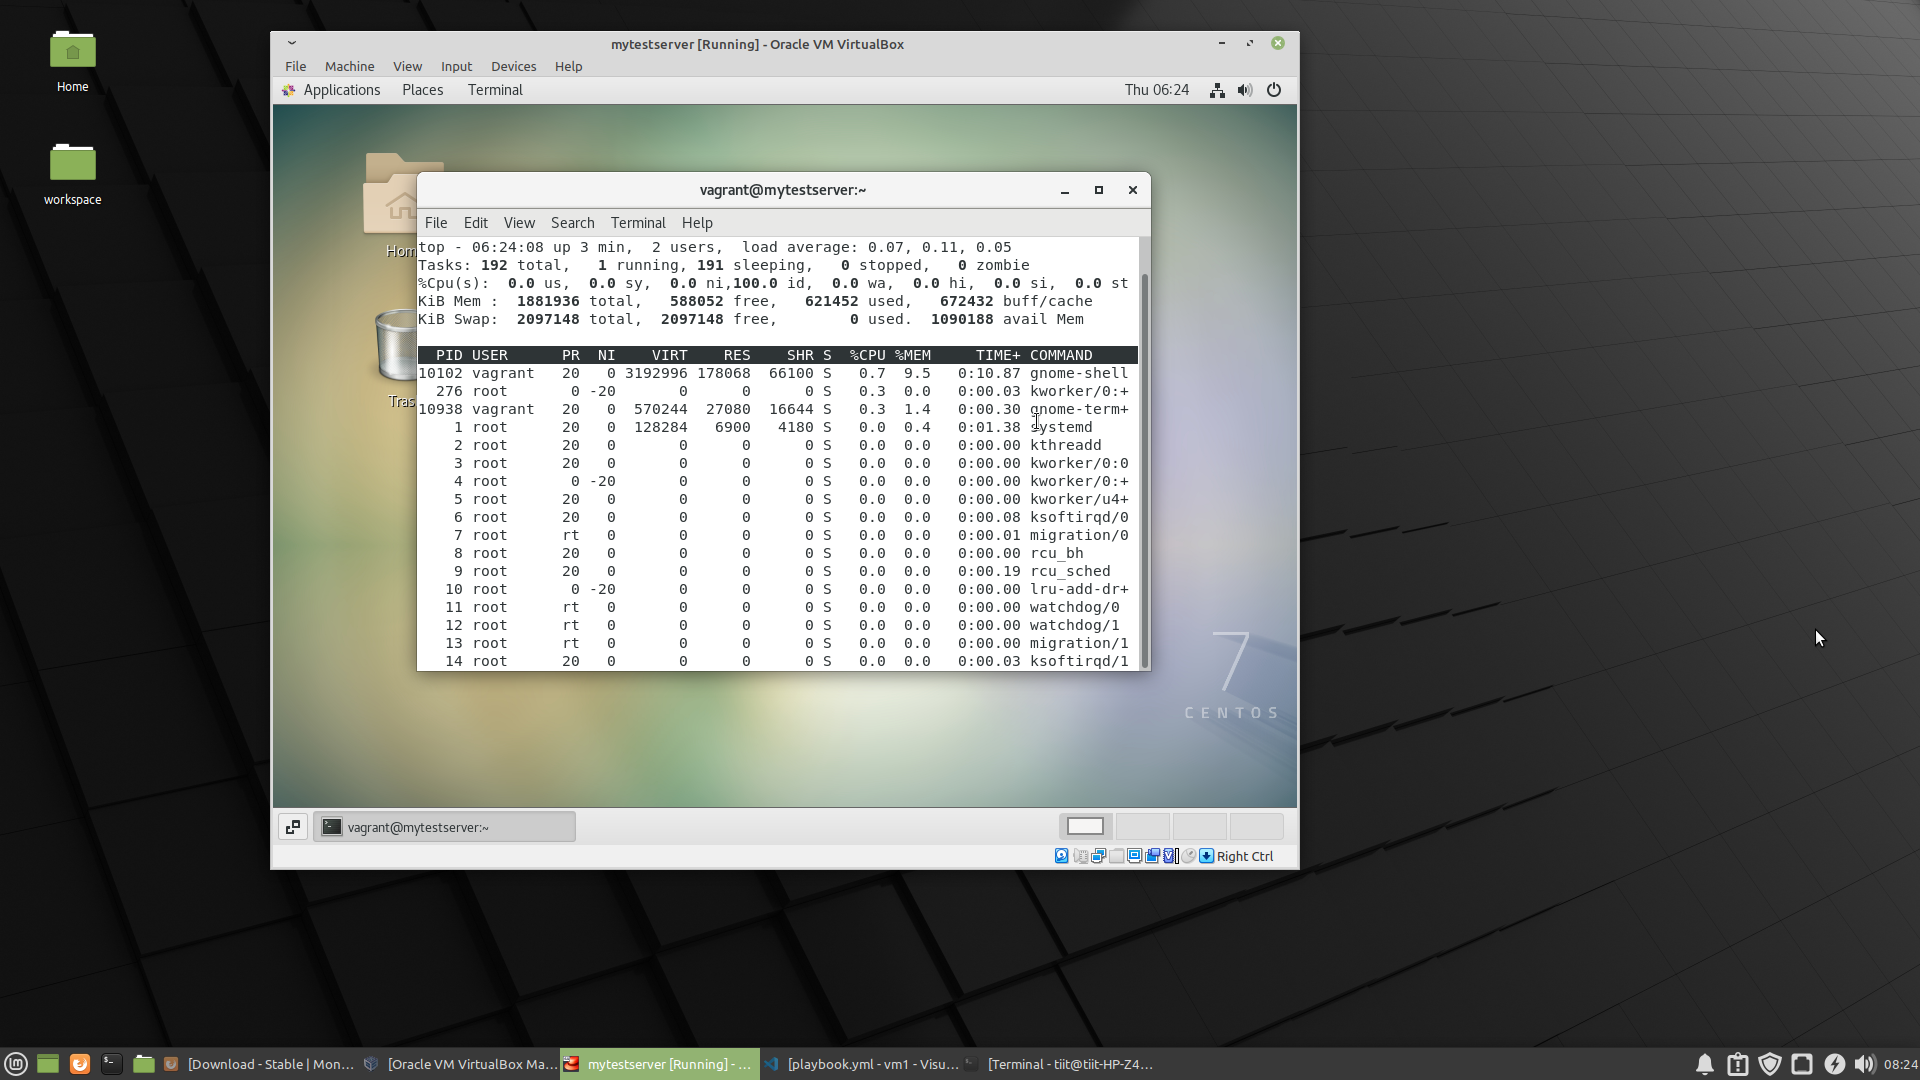 Home
workspace
mytestserver [Running] - Oracle VM VirtualBox
File Machine View Input Devices Help
Applications Places Terminal Thu 06:24
vagrant@mytestserver:~
File Edit View Search Terminal Help
top - 06:24:08 up 3 min,  2 users,  load average: 0.07, 0.11, 0.05
Tasks: 192 total,   1 running, 191 sleeping,   0 stopped,   0 zombie
%Cpu(s):  0.0 us,  0.0 sy,  0.0 ni,100.0 id,  0.0 wa,  0.0 hi,  0.0 si,  0.0 st
KiB Mem :  1881936 total,   588052 free,   621452 used,   672432 buff/cache
KiB Swap:  2097148 total,  2097148 free,        0 used.  1090188 avail Mem
PID USER      PR  NI    VIRT    RES    SHR S  %CPU %MEM     TIME+ COMMAND
10102 vagrant   20   0 3192996 178068  66100 S   0.7  9.5   0:10.87 gnome-shell
276 root       0 -20       0      0      0 S   0.3  0.0   0:00.03 kworker/0:+
10938 vagrant   20   0  570244  27080  16644 S   0.3  1.4   0:00.30 gnome-term+
1 root      20   0  128284   6900   4180 S   0.0  0.4   0:01.38 systemd
2 root      20   0       0      0      0 S   0.0  0.0   0:00.00 kthreadd
3 root      20   0       0      0      0 S   0.0  0.0   0:00.00 kworker/0:0
4 root       0 -20       0      0      0 S   0.0  0.0   0:00.00 kworker/0:+
5 root      20   0       0      0      0 S   0.0  0.0   0:00.00 kworker/u4+
6 root      20   0       0      0      0 S   0.0  0.0   0:00.08 ksoftirqd/0
7 root      rt   0       0      0      0 S   0.0  0.0   0:00.01 migration/0
8 root      20   0       0      0      0 S   0.0  0.0   0:00.00 rcu_bh
9 root      20   0       0      0      0 S   0.0  0.0   0:00.19 rcu_sched
10 root       0 -20       0      0      0 S   0.0  0.0   0:00.00 lru-add-dr+
11 root      rt   0       0      0      0 S   0.0  0.0   0:00.00 watchdog/0
12 root      rt   0       0      0      0 S   0.0  0.0   0:00.00 watchdog/1
13 root      rt   0       0      0      0 S   0.0  0.0   0:00.00 migration/1
14 root      20   0       0      0      0 S   0.0  0.0   0:00.03 ksoftirqd/1
Hom
Tras
7
CENTOS
vagrant@mytestserver:~
Right Ctrl
[Download - Stable | Mon... [Oracle VM VirtualBox Ma... mytestserver [Running] - ... [playbook.yml - vm1 - Visu... [Terminal - tiit@tiit-HP-Z4... 08:24